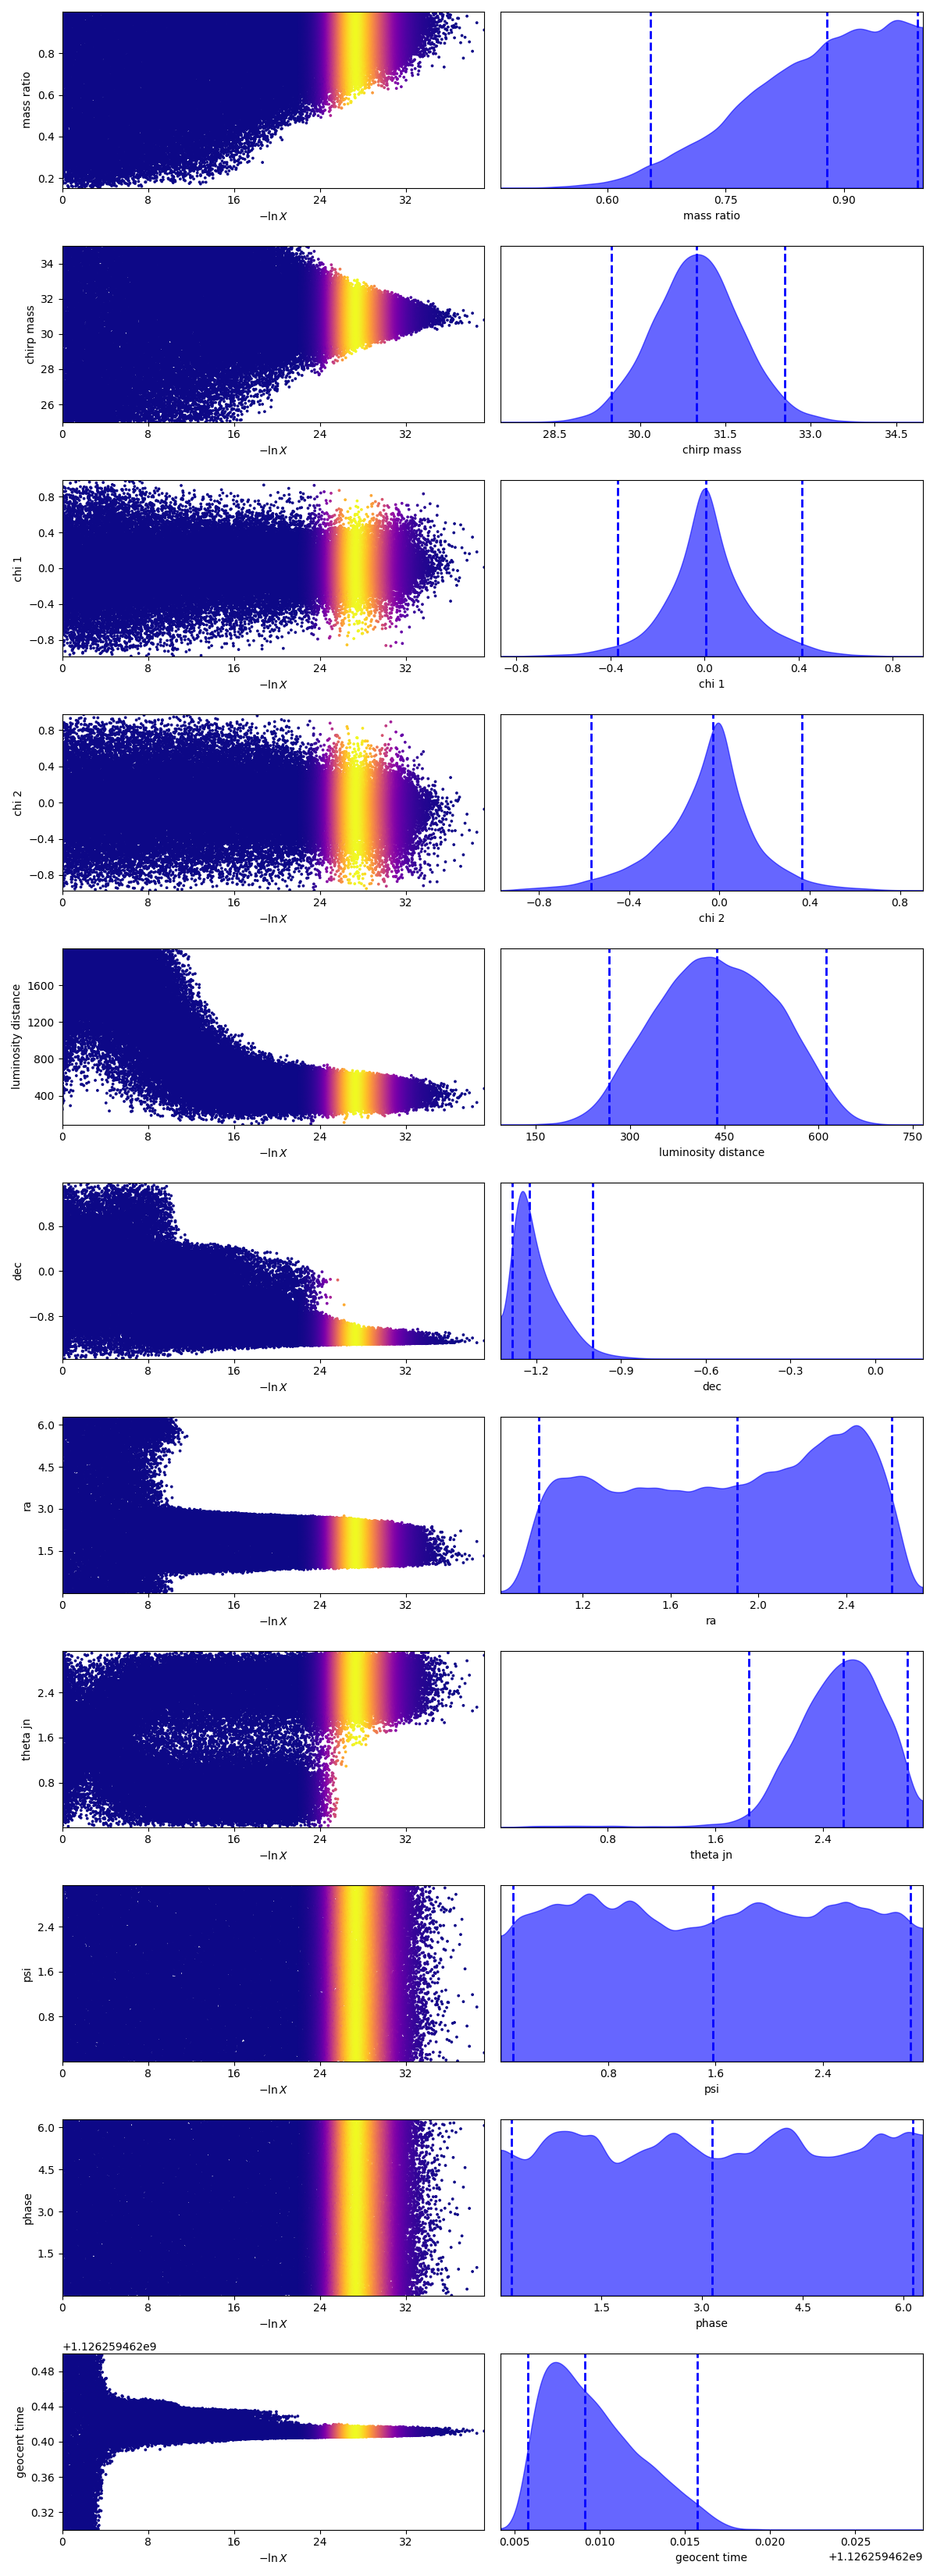 mass ratio
0.8
0.6
0.4
0.2
0 8 16 24 32
−ln X
0.60 0.75 0.90
mass ratio
chirp mass
34
32
30
28
26
0 8 16 24 32
−ln X
28.5 30.0 31.5 33.0 34.5
chirp mass
chi 1
0.8
0.4
0.0
−0.4
−0.8
0 8 16 24 32
−ln X
−0.8 −0.4 0.0 0.4 0.8
chi 1
chi 2
0.8
0.4
0.0
−0.4
−0.8
0 8 16 24 32
−ln X
−0.8 −0.4 0.0 0.4 0.8
chi 2
luminosity distance
1600
1200
800
400
0 8 16 24 32
−ln X
150 300 450 600 750
luminosity distance
dec
0.8
0.0
−0.8
0 8 16 24 32
−ln X
−1.2 −0.9 −0.6 −0.3 0.0
dec
ra
6.0
4.5
3.0
1.5
0 8 16 24 32
−ln X
1.2 1.6 2.0 2.4
ra
theta jn
2.4
1.6
0.8
0 8 16 24 32
−ln X
0.8 1.6 2.4
theta jn
psi
2.4
1.6
0.8
0 8 16 24 32
−ln X
0.8 2.4
psi
phase
6.0
4.5
3.0
1.5
0 8 16 24 32
−ln X
1.5 3.0 4.5 6.0
phase
+1.126259462e9
geocent time
0.48
0.44
0.40
0.36
0.32
0 8 16 24 32
−ln X
0.005 0.010 0.015 0.020 0.025
geocent time
+1.126259462e9